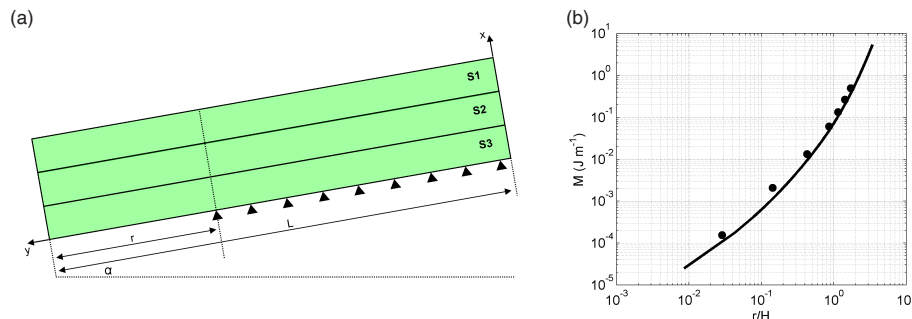 (a)
x
S1
S2
S3
L
r
y
α
(b)
M (J m⁻¹)
10¹
10⁰
10⁻¹
10⁻²
10⁻³
10⁻⁴
10⁻⁵
10⁻³ 10⁻² 10⁻¹ 10⁰ 10
r/H